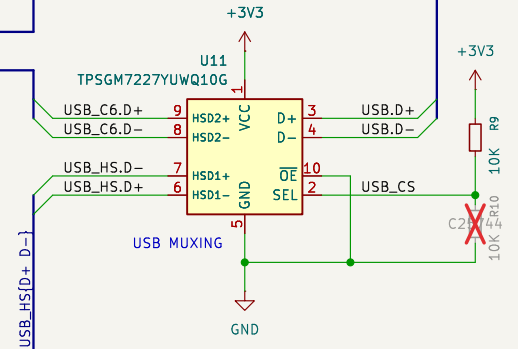 +3V3
U11
TPSGM7227YUWQ10G
+3V3
1
VCC
USB_C6.D+ 9 HSD2+ D+ 3 USB.D+
USB_C6.D- 8 HSD2- D- 4 USB.D-
R9
10K
USB_HS.D- 7 HSD1+ OE 10
USB_HS.D+ 6 HSD1- SEL 2 USB_CS
GND
5
R10
10K
USB MUXING
USB_HS{D+ D-}
GND